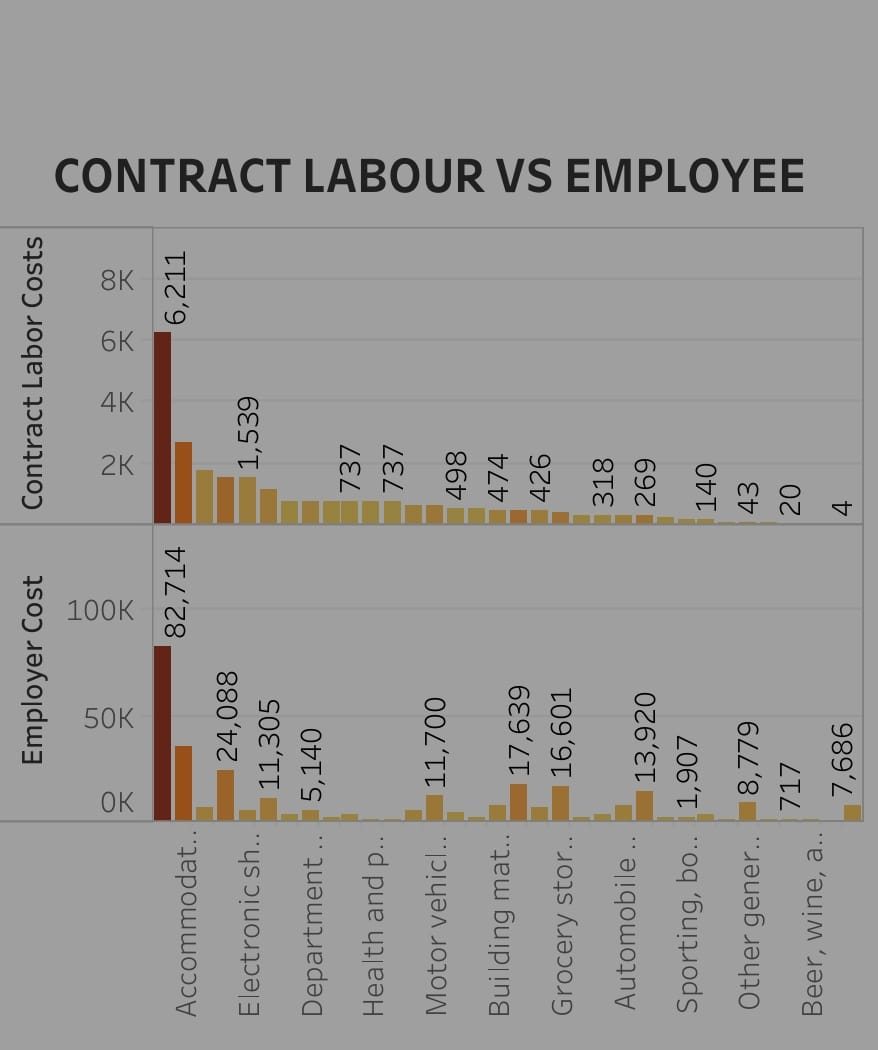 CONTRACT LABOUR VS EMPLOYEE
Contract Labor Costs
8K
6K
4K
2K
6,211
1,539
737
737
498
474
426
318
269
140
43
20
4
Employer Cost
100K
50K
0K
82,714
24,088
11,305
5,140
11,700
17,639
16,601
13,920
1,907
8,779
717
7,686
Accommodat..
Electronic sh..
Department ..
Health and p..
Motor vehicl..
Building mat..
Grocery stor..
Automobile ..
Sporting, bo..
Other gener..
Beer, wine, a..